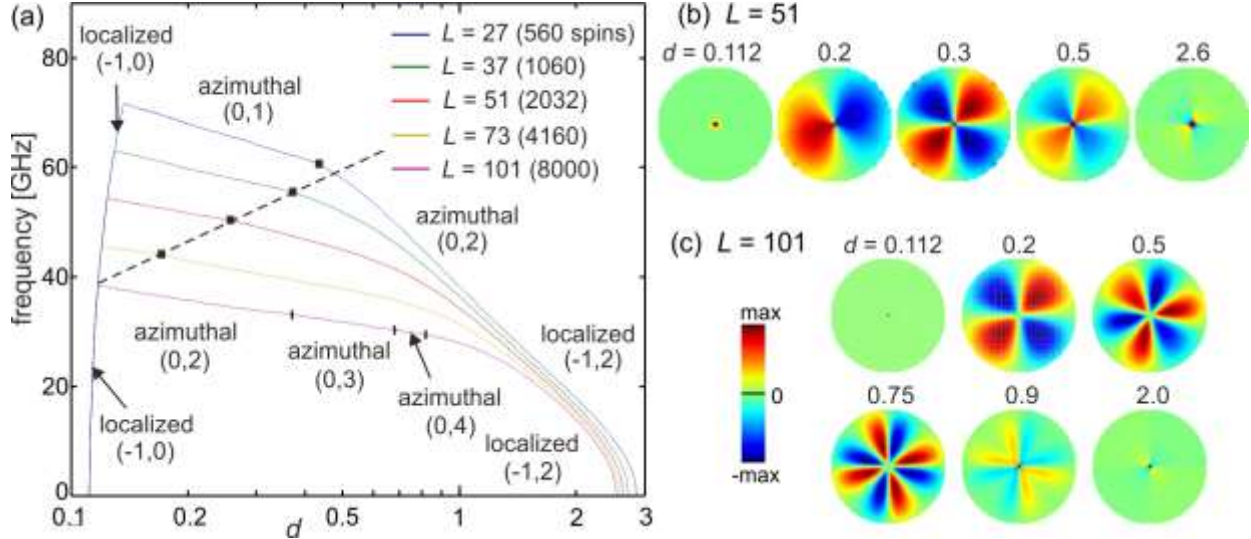 (a)
80
60
40
20
0
frequency [GHz]
0.1
0.2
0.5
1
2
3
d
localized
(-1,0)
azimuthal
(0,1)
L = 27 (560 spins)
L = 37 (1060)
L = 51 (2032)
L = 73 (4160)
L = 101 (8000)
azimuthal
(0,2)
azimuthal
(0,2)
azimuthal
(0,3)
azimuthal
(0,4)
localized
(-1,2)
localized
(-1,0)
localized
(-1,2)
(b) L = 51
d = 0.112 0.2 0.3 0.5 2.6
(c) L = 101
d = 0.112 0.2 0.5
max
0
-max
0.75 0.9 2.0